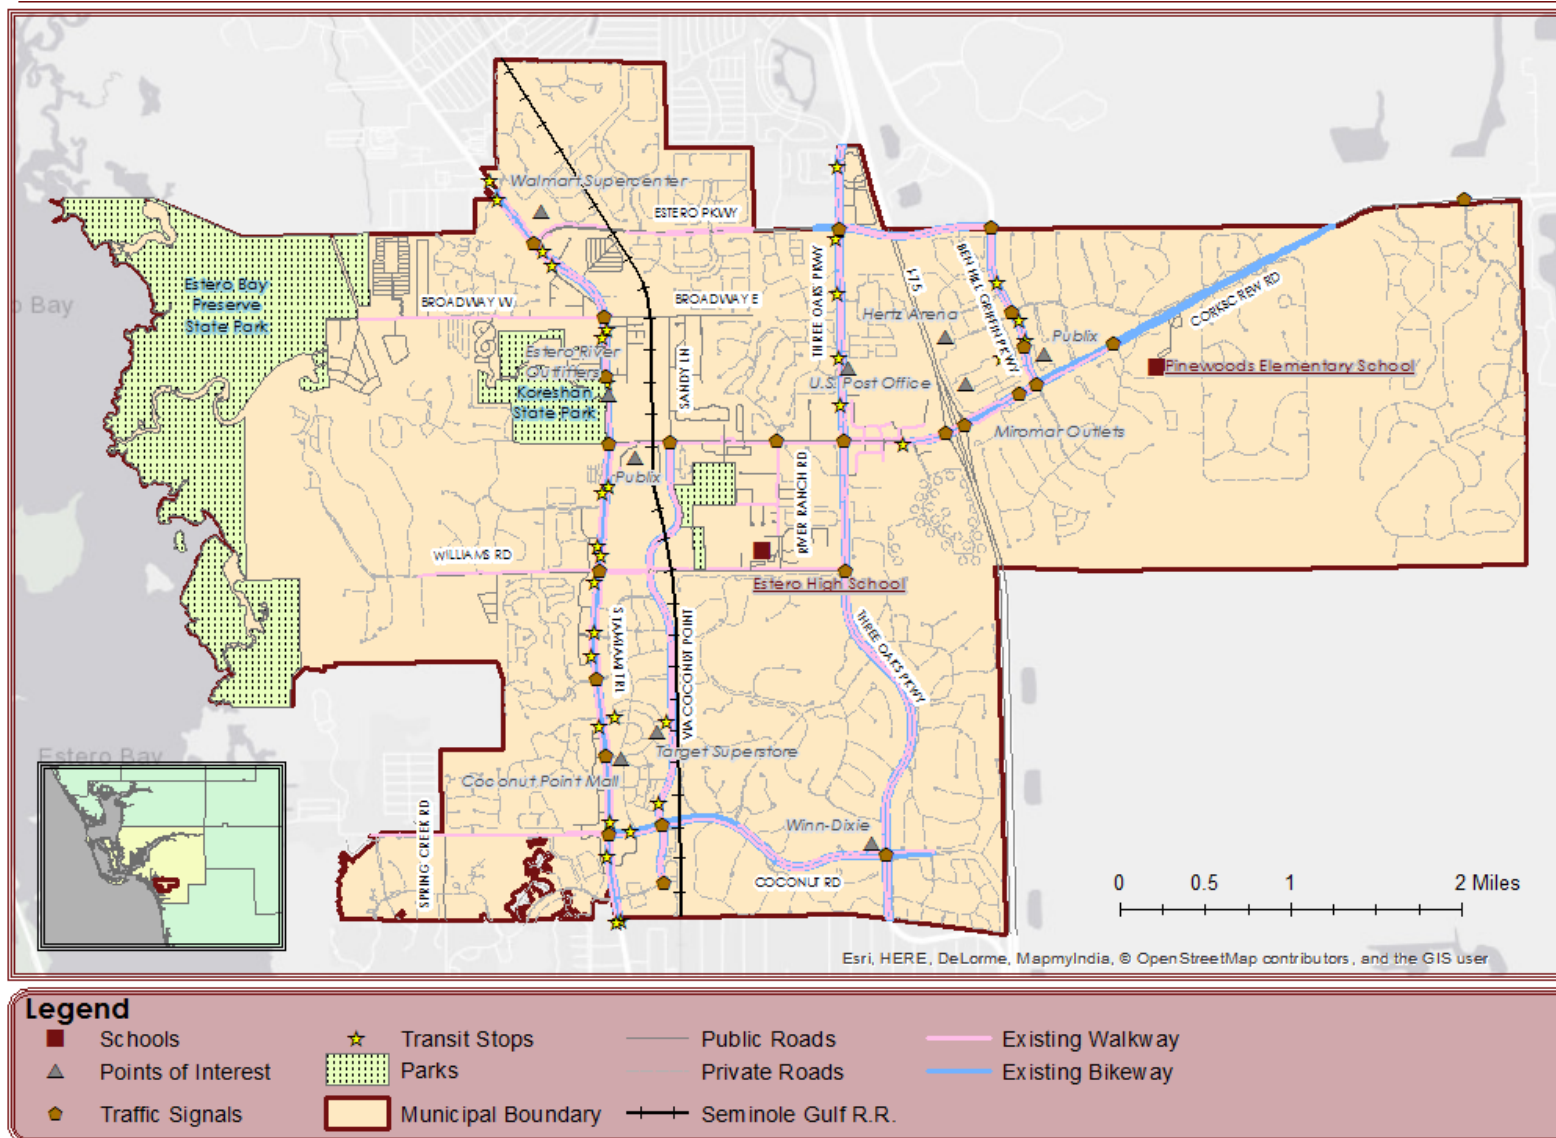 Walmart Supercenter
ESTERO PKWY
Estero Bay
Preserve
State Park
o Bay
BROADWAY W
BROADWAY E
THREE OAKS PKWY
I-75
BEN HILL GRIFFIN PKWY
CORKSCREW RD
Hertz Arena
Publix
Estero River
Outfitters
Koreshan
State Park
SANDY LN
U.S. Post Office
Pinewoods Elementary School
Miromar Outlets
Publix
RIVER RANCH RD
WILLIAMS RD
Estero High School
S TAMIAMI TRL
VIA COCONUT POINT
THREE OAKS PKWY
Target Superstore
Estero Bay
Coconut Point Mall
SPRING CREEK RD
Winn-Dixie
COCONUT RD
0 0.5 1 2 Miles
Esri, HERE, DeLorme, MapmyIndia, © OpenStreetMap contributors, and the GIS user
Legend
Schools
Points of Interest
Traffic Signals
Transit Stops
Parks
Municipal Boundary
Public Roads
Private Roads
Seminole Gulf R.R.
Existing Walkway
Existing Bikeway